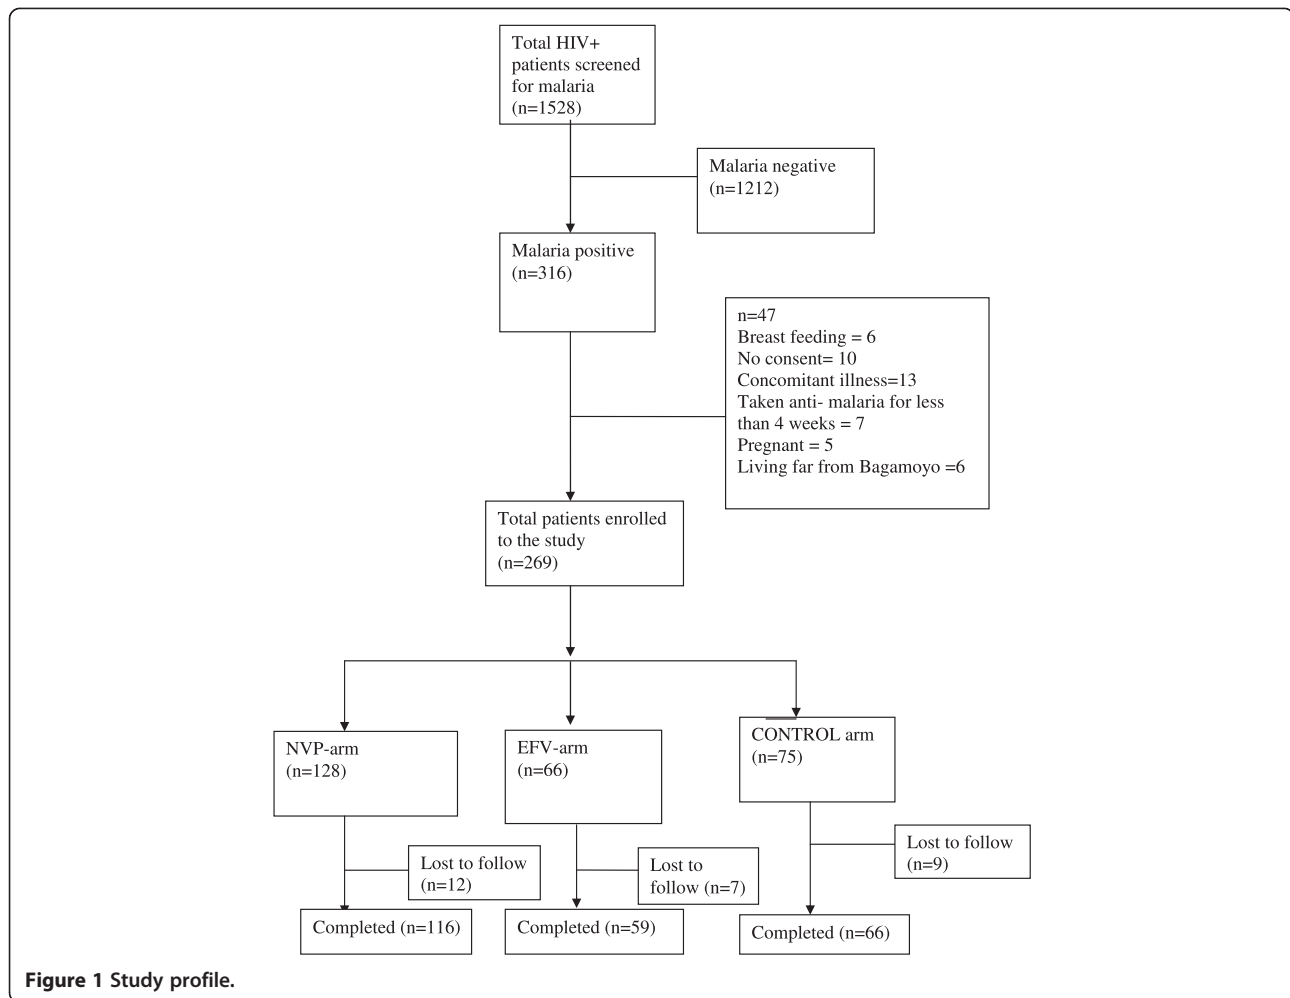 Total HIV+
patients screened
for malaria
(n=1528)
Malaria negative
(n=1212)
Malaria positive
(n=316)
n=47
Breast feeding = 6
No consent= 10
Concomitant illness=13
Taken anti- malaria for less
than 4 weeks = 7
Pregnant = 5
Living far from Bagamoyo =6
Total patients enrolled
to the study
(n=269)
NVP-arm
(n=128)
EFV-arm
(n=66)
CONTROL arm
(n=75)
Lost to follow
(n=12)
Lost to
follow (n=7)
Lost to follow
(n=9)
Completed (n=116)
Completed (n=59)
Completed (n=66)
Figure 1 Study profile.